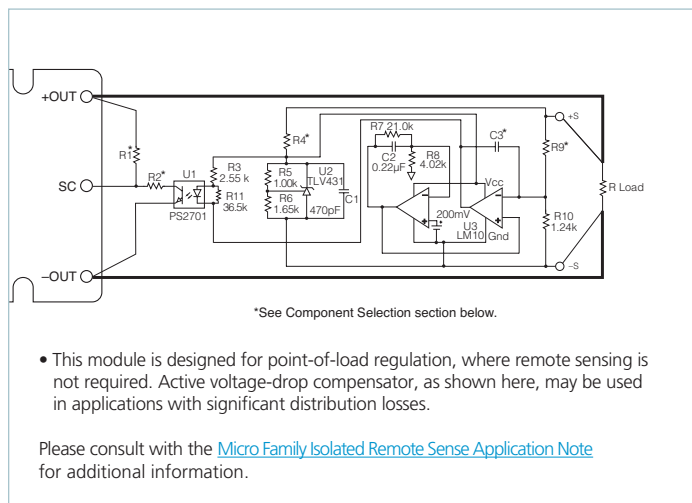 +OUT
SC
–OUT
R1*
R2*
U1
PS2701
R3
2.55 k
R11
36.5k
R4*
R5
1.00k
R6
1.65k
U2
TLV431
470pF
C1
R7 21.0k
C2
0.22µF
R8
4.02k
C3*
Vcc
200mV
U3
LM10
Gnd
+S
R9*
R Load
R10
1.24k
–S
*See Component Selection section below.
• This module is designed for point-of-load regulation, where remote sensing is
not required. Active voltage-drop compensator, as shown here, may be used
in applications with significant distribution losses.
Please consult with the Micro Family Isolated Remote Sense Application Note
for additional information.